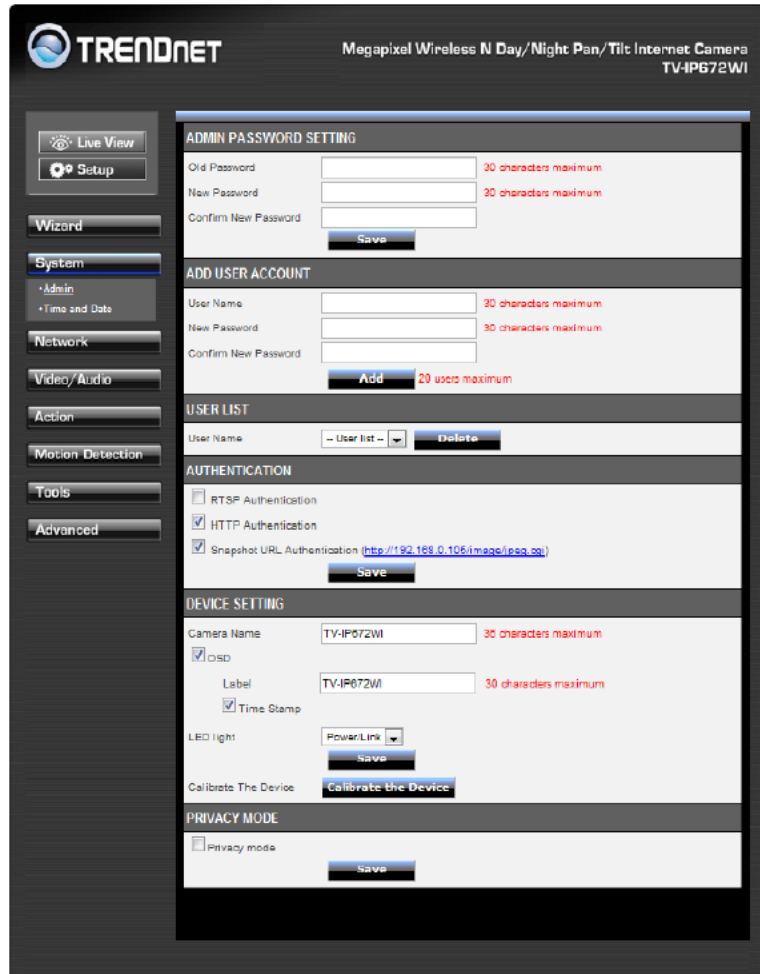 TRENDnet
Megapixel Wireless N Day/Night Pan/Tilt Internet Camera
TV-IP672WI
Live View
Setup
Wizard
System
•Admin
•Time and Date
Network
Video/Audio
Action
Motion Detection
Tools
Advanced
ADMIN PASSWORD SETTING
Old Password 30 characters maximum
New Password 30 characters maximum
Confirm New Password
Save
ADD USER ACCOUNT
User Name 30 characters maximum
New Password 30 characters maximum
Confirm New Password
Add 20 users maximum
USER LIST
User Name -- User list -- Delete
AUTHENTICATION
RTSP Authentication
HTTP Authentication
Snapshot URL Authentication (http://192.168.0.106/image/jpeg.cgi)
Save
DEVICE SETTING
Camera Name TV-IP672WI 30 characters maximum
OSD
Label TV-IP672WI 30 characters maximum
Time Stamp
LED light Power/Link
Save
Calibrate The Device Calibrate the Device
PRIVACY MODE
Privacy mode
Save